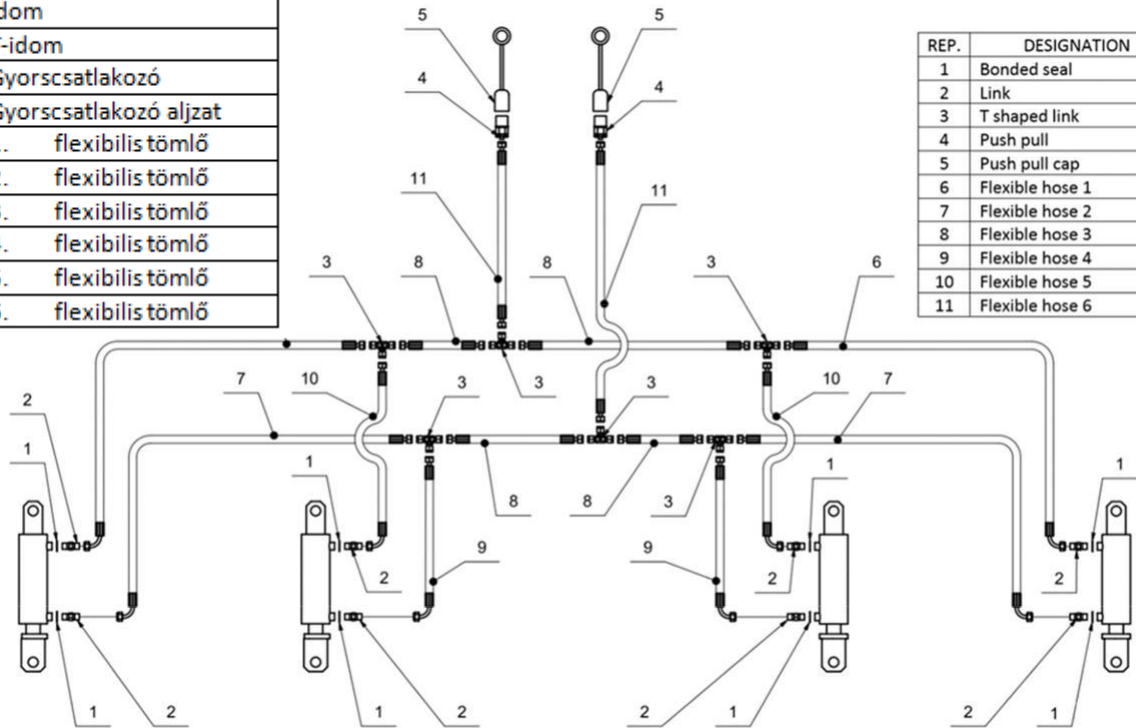 idom
-idom
Gyorscsatlakozó
Gyorscsatlakozó aljzat
. flexibilis tömlő
. flexibilis tömlő
. flexibilis tömlő
. flexibilis tömlő
. flexibilis tömlő
. flexibilis tömlő
REP. DESIGNATION
1 Bonded seal
2 Link
3 T shaped link
4 Push pull
5 Push pull cap
6 Flexible hose 1
7 Flexible hose 2
8 Flexible hose 3
9 Flexible hose 4
10 Flexible hose 5
11 Flexible hose 6
5 5
4 4
11 11
3 8 8 3 6
7 10 3 3 3 10 7
2
1 1 1 1
8 8 3
9 9
2 2 2
1 2 1 2 2 1 2 1